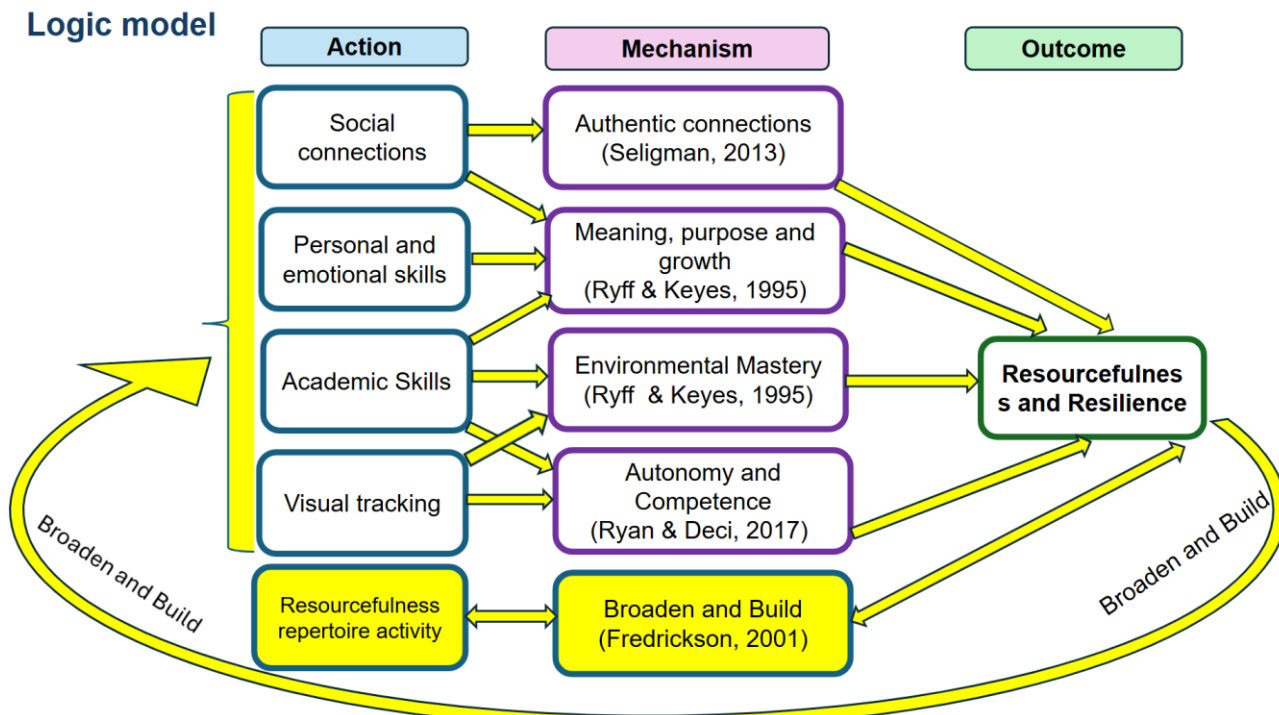 Logic model
Action
Mechanism
Outcome
Social
connections
Authentic connections
(Seligman, 2013)
Personal and
emotional skills
Meaning, purpose and
growth
(Ryff & Keyes, 1995)
Academic Skills
Environmental Mastery
(Ryff & Keyes, 1995)
Resourcefulnes
s and Resilience
Visual tracking
Autonomy and
Competence
(Ryan & Deci, 2017)
Resourcefulness
repertoire activity
Broaden and Build
(Fredrickson, 2001)
Broaden and Build
Broaden and Build